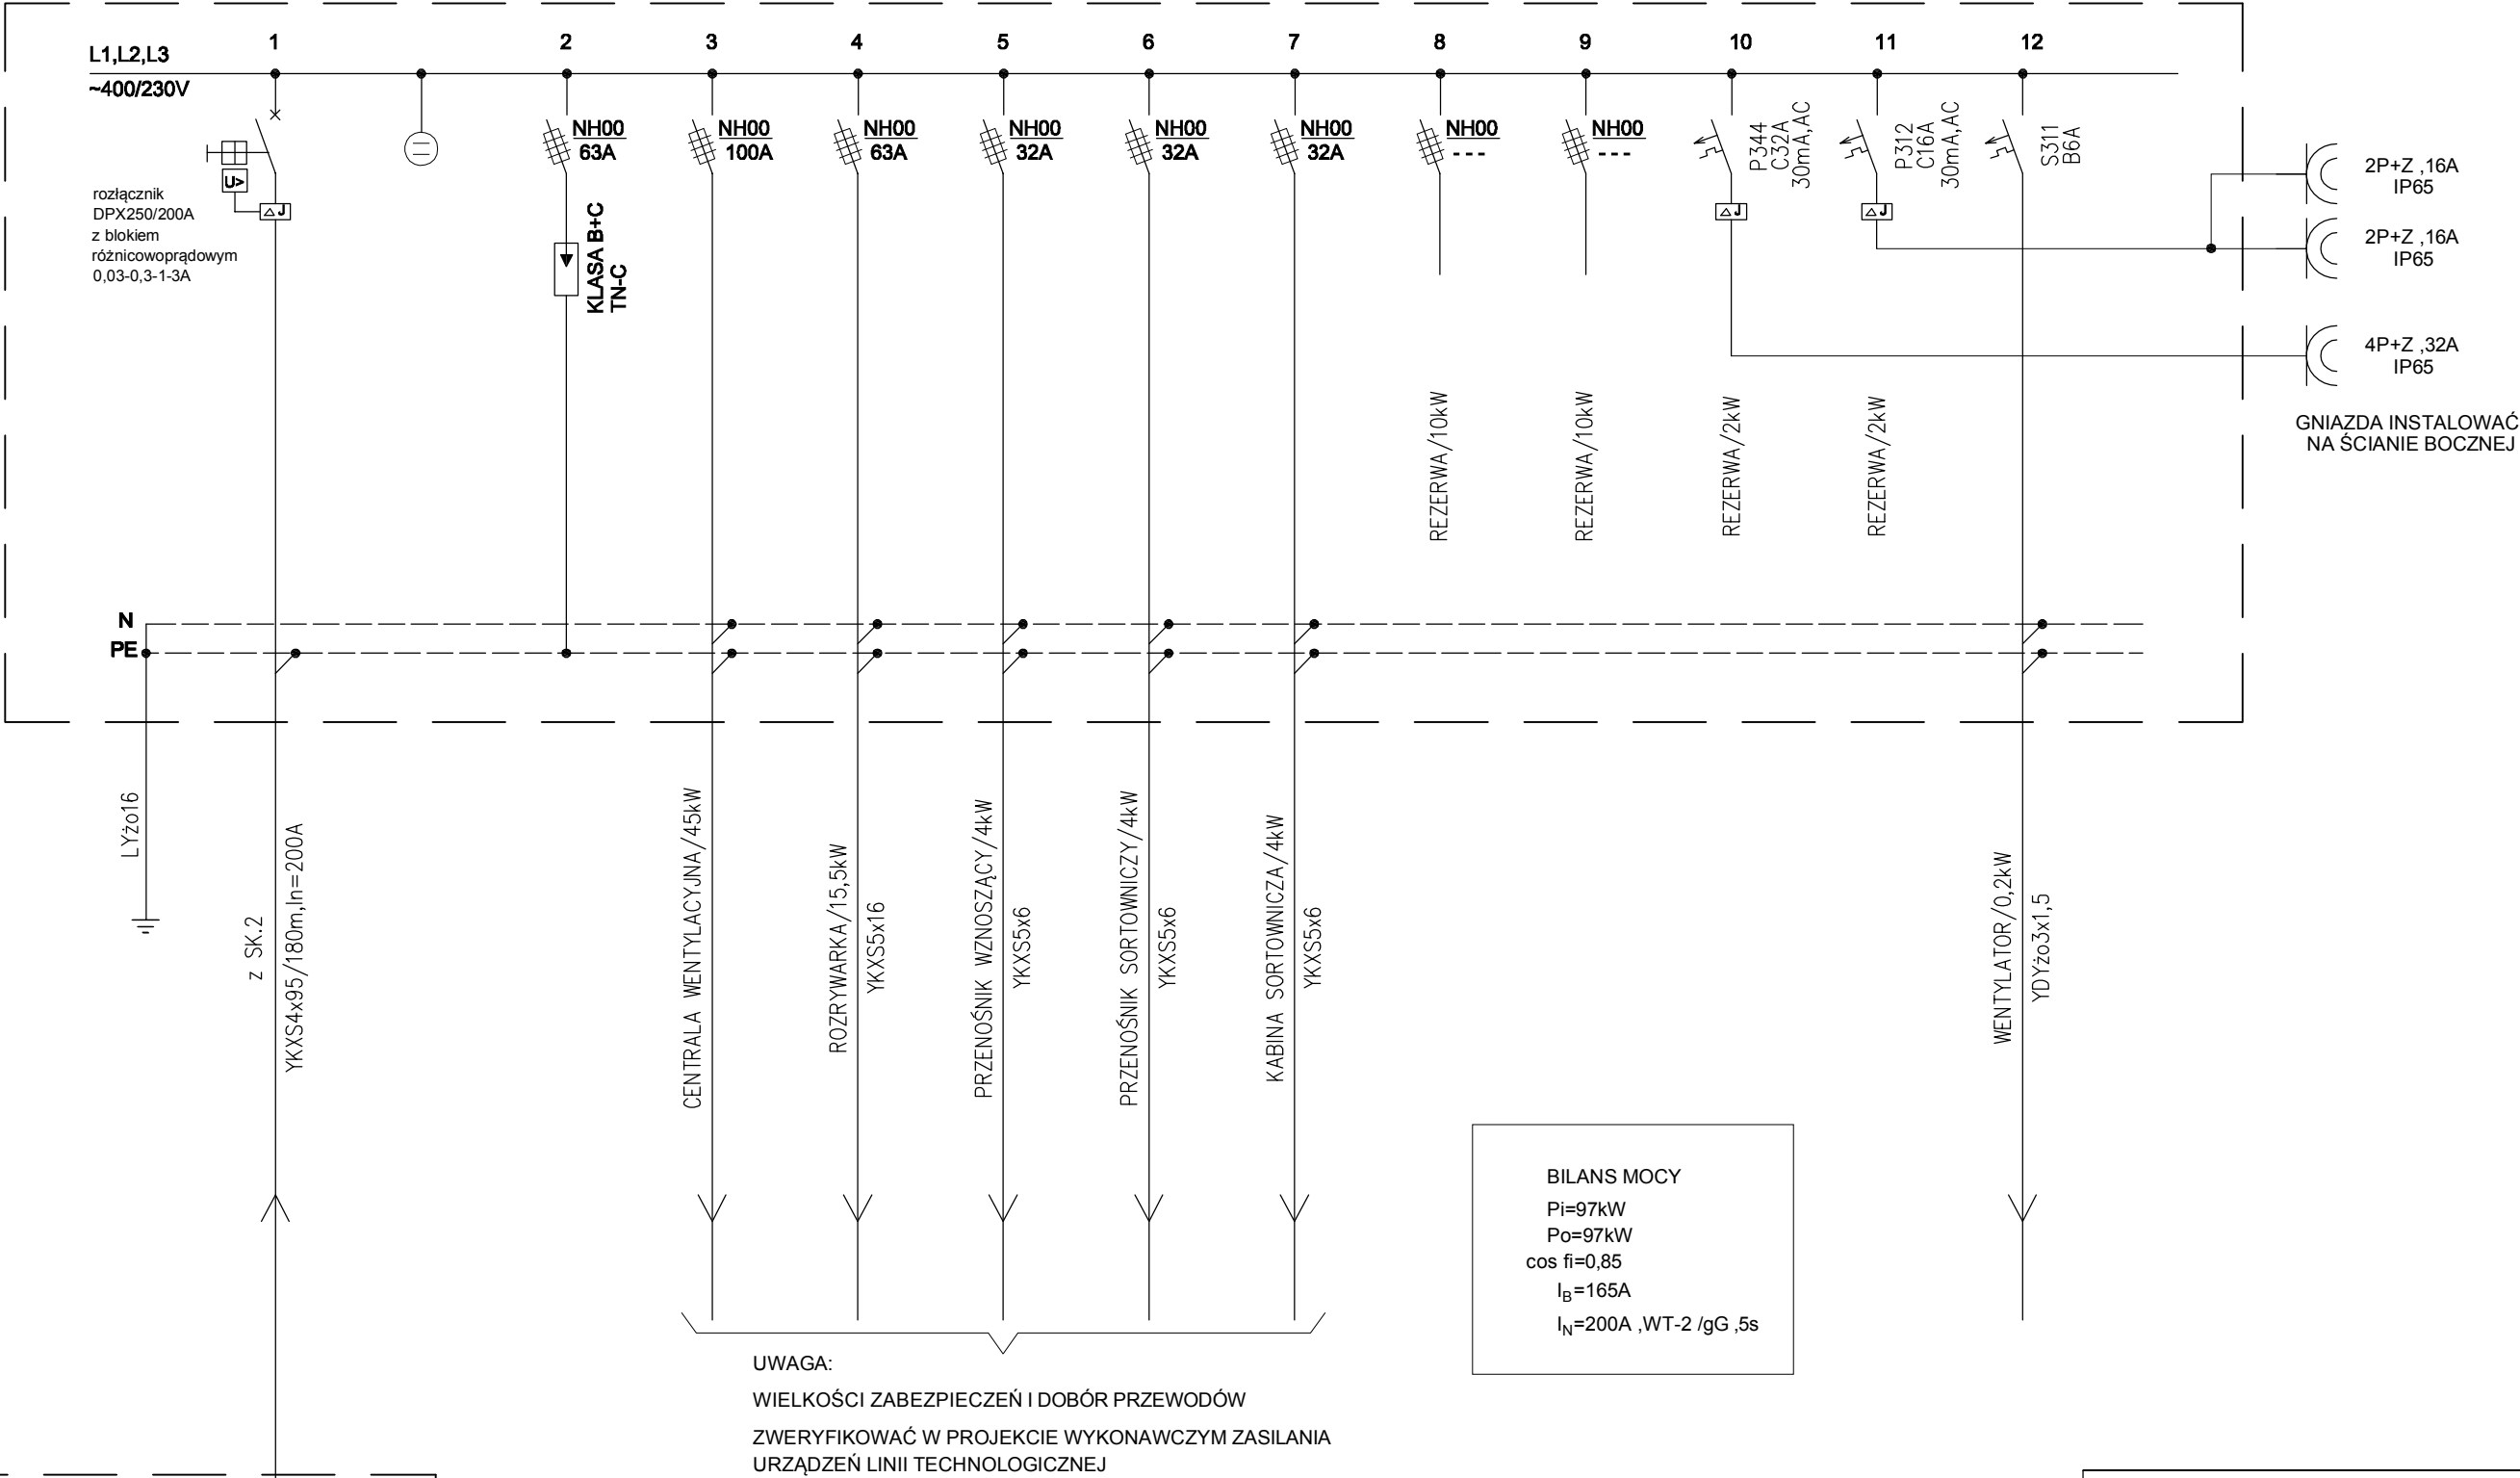 1
2
3
4
5
6
7
8
9
10
11
12
L1,L2,L3
~400/230V
rozłącznik
DPX250/200A
z blokiem
różnicowoprądowym
0,03-0,3-1-3A
U>
△J
NH00
63A
KLASA B+C
TN-C
NH00
100A
NH00
63A
NH00
32A
NH00
32A
NH00
32A
NH00
---
NH00
---
P344
C32A
30mA,AC
△J
P312
C16A
30mA,AC
△J
S311
B6A
2P+Z ,16A
IP65
2P+Z ,16A
IP65
4P+Z ,32A
IP65
GNIAZDA INSTALOWAĆ
NA ŚCIANIE BOCZNEJ
REZERWA/10kW
REZERWA/10kW
REZERWA/2kW
REZERWA/2kW
N
PE
LYżo16
z SK.2
YKXS4x95/180m,In=200A
CENTRALA WENTYLACYJNA/45kW
ROZRYWARKA/15,5kW
YKXS5x16
PRZENOŚNIK WZNOSZĄCY/4kW
YKXS5x6
PRZENOŚNIK SORTOWNICZY/4kW
YKXS5x6
KABINA SORTOWNICZA/4kW
YKXS5x6
WENTYLATOR/0,2kW
YDYżo3x1,5
BILANS MOCY
Pi=97kW
Po=97kW
cos fi=0,85
IB=165A
IN=200A ,WT-2 /gG ,5s
UWAGA:
WIELKOŚCI ZABEZPIECZEŃ I DOBÓR PRZEWODÓW
ZWERYFIKOWAĆ W PROJEKCIE WYKONAWCZYM ZASILANIA
URZĄDZEŃ LINII TECHNOLOGICZNEJ